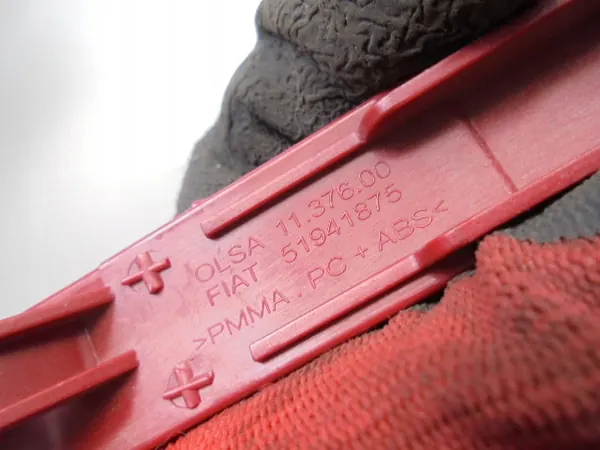 OLSA 11.376.00
FIAT 51941875
>PMMA . PC + ABS<